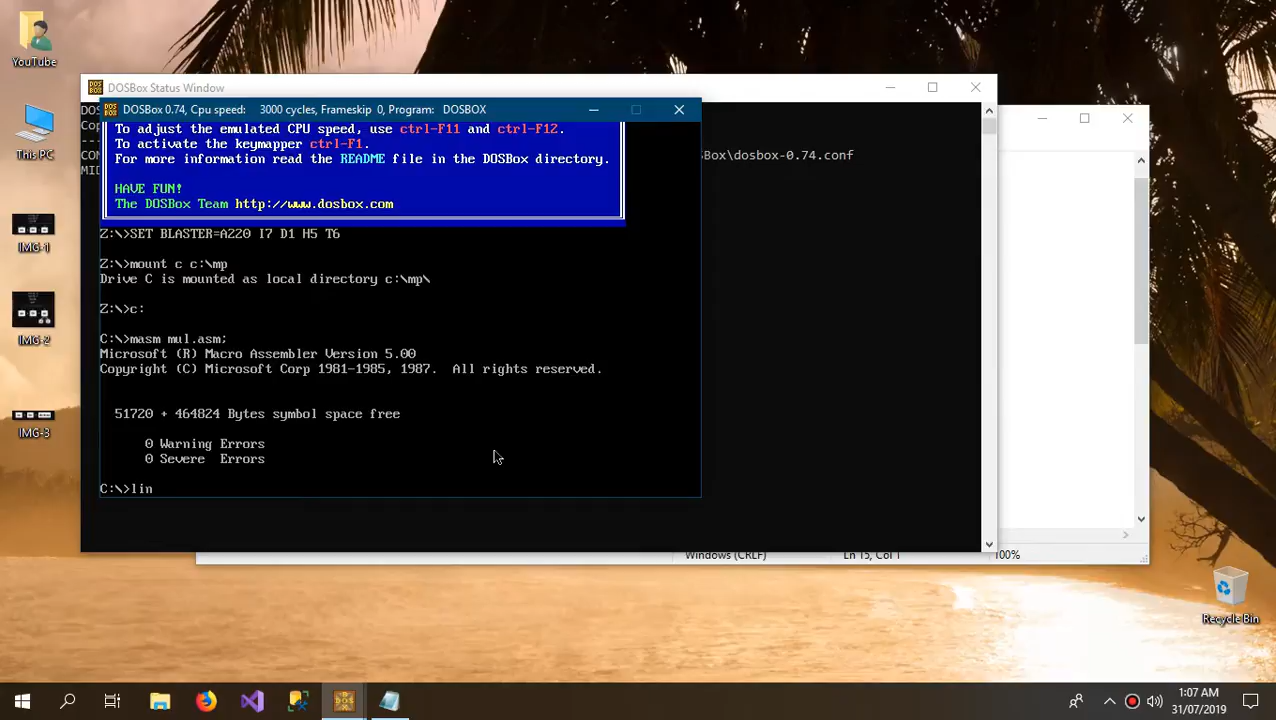 YouTube
This PC
IMG-1
IMG-2
IMG-3
DOSBox Status Window
DOSBox 0.74, Cpu speed: 3000 cycles, Frameskip 0, Program: DOSBOX
To adjust the emulated CPU speed, use ctrl-F11 and ctrl-F12.
To activate the keymapper ctrl-F1.
For more information read the README file in the DOSBox directory.
HAVE FUN!
The DOSBox Team http://www.dosbox.com
Box\dosbox-0.74.conf
Z:\>SET BLASTER=A220 I7 D1 H5 T6
Z:\>mount c c:\mp
Drive C is mounted as local directory c:\mp\
Z:\>c:
C:\>masm mul.asm;
Microsoft (R) Macro Assembler Version 5.00
Copyright (C) Microsoft Corp 1981-1985, 1987. All rights reserved.
51720 + 464824 Bytes symbol space free
0 Warning Errors
0 Severe Errors
C:\>lin
Windows (CRLF)
Ln 15, Col 1
100%
Recycle Bin
1:07 AM
31/07/2019